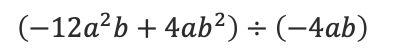 (−12𝑎²𝑏 + 4𝑎𝑏²) ÷ (−4𝑎𝑏)